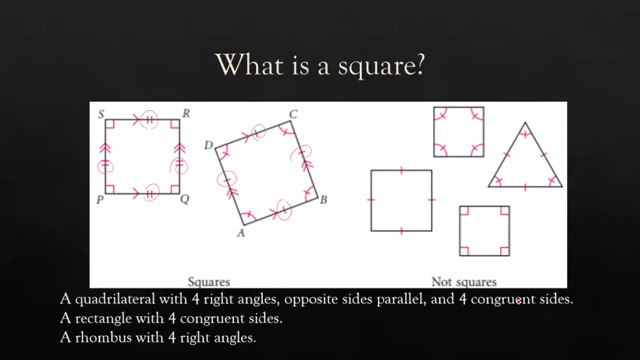 What is a square?
S R
P Q
D C
A B
Squares Not squares
A quadrilateral with 4 right angles, opposite sides parallel, and 4 congruent sides.
A rectangle with 4 congruent sides.
A rhombus with 4 right angles.